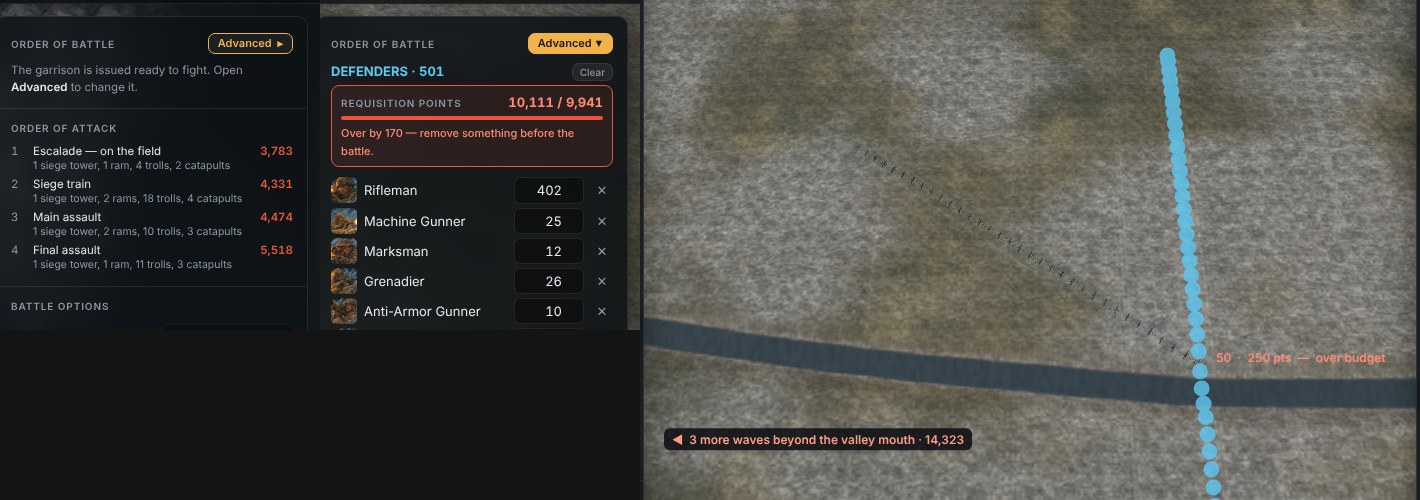 ORDER OF BATTLE
Advanced ▸
The garrison is issued ready to fight. Open
Advanced to change it.
ORDER OF ATTACK
1 Escalade — on the field 3,783
1 siege tower, 1 ram, 4 trolls, 2 catapults
2 Siege train 4,331
1 siege tower, 2 rams, 18 trolls, 4 catapults
3 Main assault 4,474
1 siege tower, 2 rams, 10 trolls, 3 catapults
4 Final assault 5,518
1 siege tower, 1 ram, 11 trolls, 3 catapults
BATTLE OPTIONS
ORDER OF BATTLE
Advanced ▾
DEFENDERS · 501
Clear
REQUISITION POINTS 10,111 / 9,941
Over by 170 — remove something before the
battle.
Rifleman 402 ×
Machine Gunner 25 ×
Marksman 12 ×
Grenadier 26 ×
Anti-Armor Gunner 10 ×
50 · 250 pts — over budget
◀ 3 more waves beyond the valley mouth · 14,323